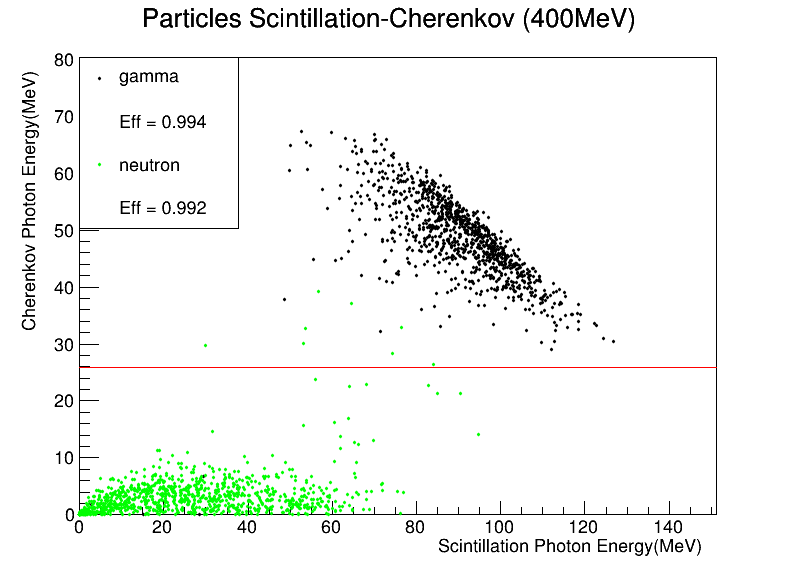 Particles Scintillation-Cherenkov (400MeV)
Cherenkov Photon Energy(MeV)
80
70
60
50
40
30
20
10
0
gamma
Eff = 0.994
neutron
Eff = 0.992
0 20 40 60 80 100 120 140
Scintillation Photon Energy(MeV)